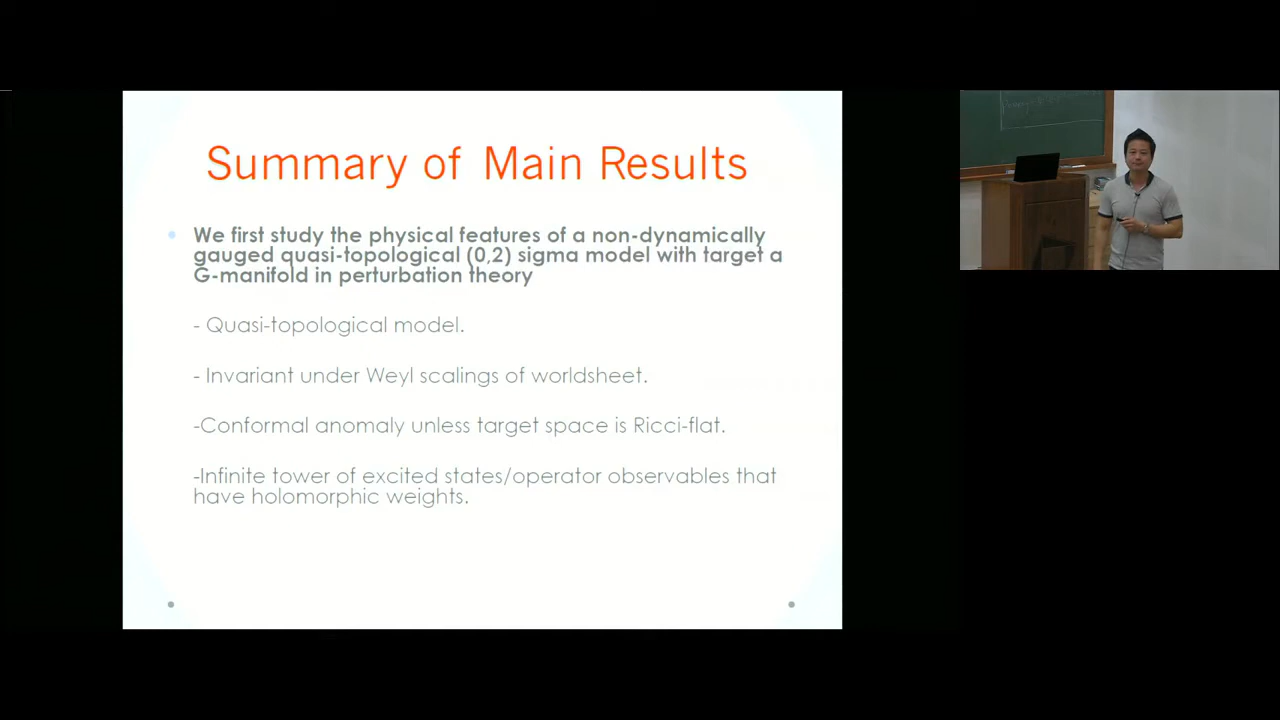 Summary of Main Results
• We first study the physical features of a non-dynamically
gauged quasi-topological (0,2) sigma model with target a
G-manifold in perturbation theory
- Quasi-topological model.
- Invariant under Weyl scalings of worldsheet.
-Conformal anomaly unless target space is Ricci-flat.
-Infinite tower of excited states/operator observables that
have holomorphic weights.